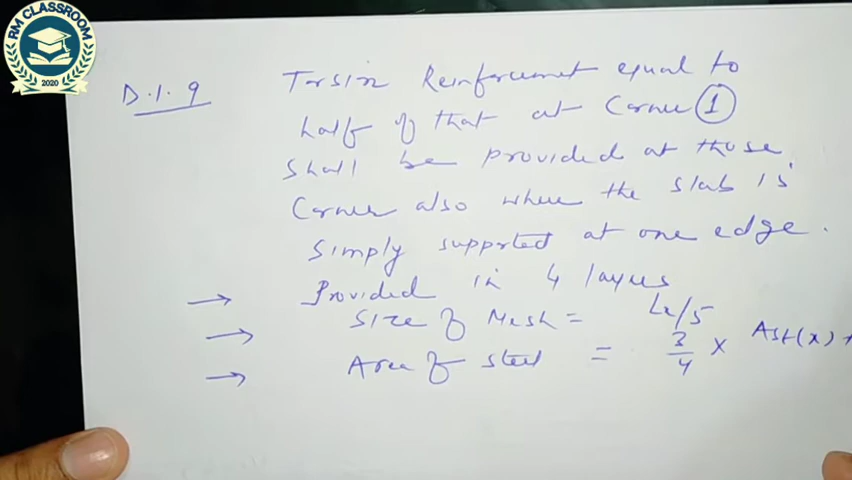 RM CLASSROOM
2020
D.1.9 Torsion Reinforcement equal to
half of that at Corner 1
shall be provided at those
Corner also where the slab is
simply supported at one edge.
→ Provided in 4 layers
→ Size of Mesh = Lx/5
→ Area of steel = 3/4 × Ast(x) +